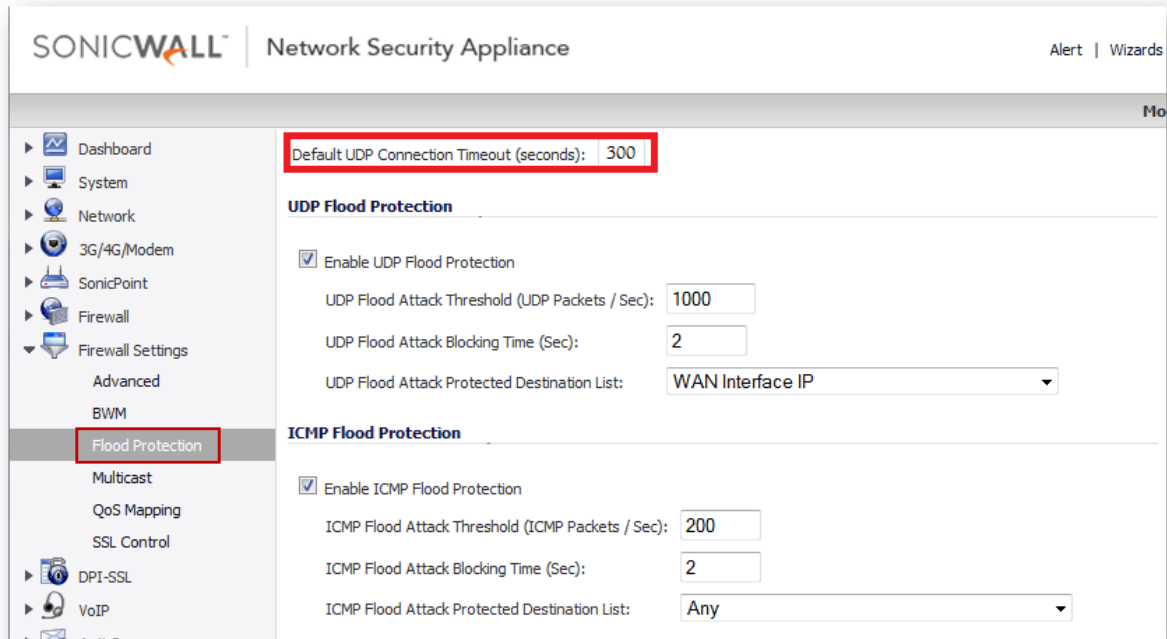 SONICWALL Network Security Appliance
Alert | Wizards
Mo
Dashboard
System
Network
3G/4G/Modem
SonicPoint
Firewall
Firewall Settings
Advanced
BWM
Flood Protection
Multicast
QoS Mapping
SSL Control
DPI-SSL
VoIP
Default UDP Connection Timeout (seconds): 300
UDP Flood Protection
Enable UDP Flood Protection
UDP Flood Attack Threshold (UDP Packets / Sec): 1000
UDP Flood Attack Blocking Time (Sec): 2
UDP Flood Attack Protected Destination List: WAN Interface IP
ICMP Flood Protection
Enable ICMP Flood Protection
ICMP Flood Attack Threshold (ICMP Packets / Sec): 200
ICMP Flood Attack Blocking Time (Sec): 2
ICMP Flood Attack Protected Destination List: Any